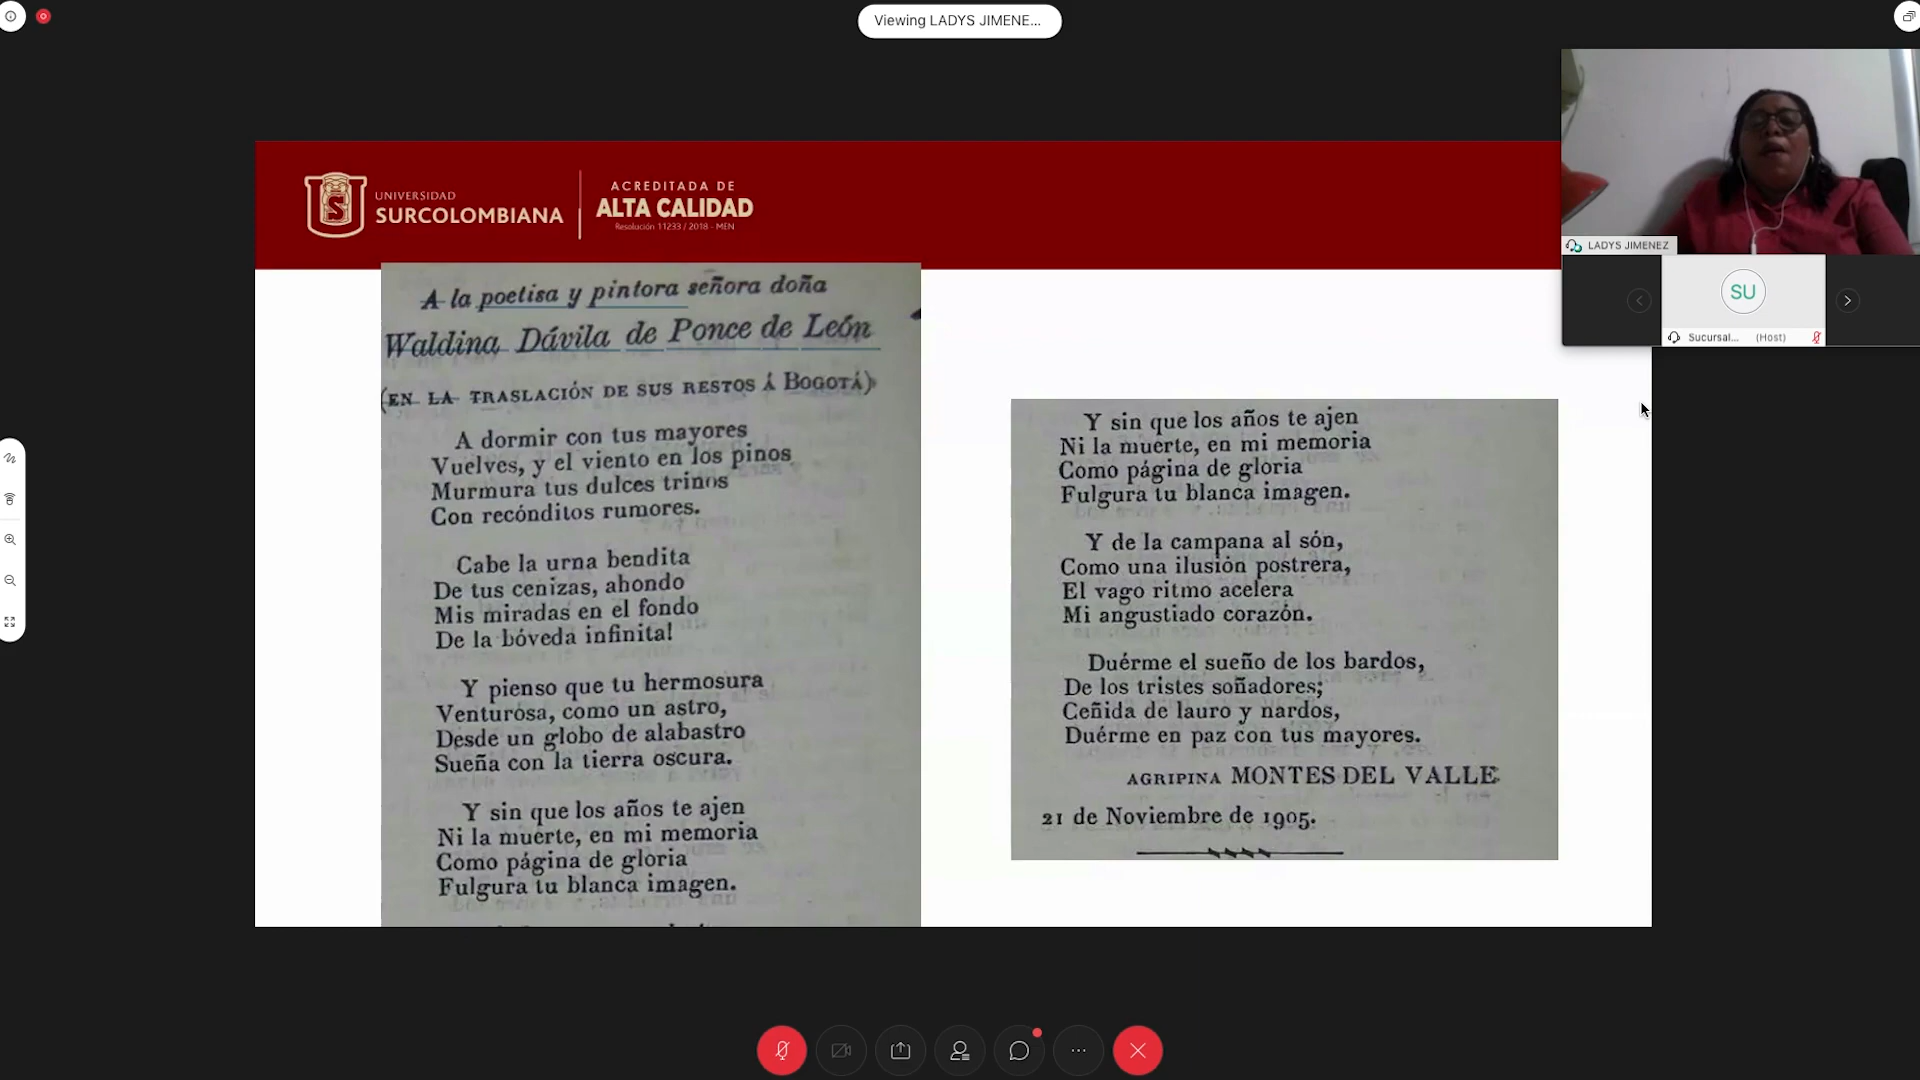 Viewing LADYS JIMENE...
UNIVERSIDAD
SURCOLOMBIANA
ACREDITADA DE
ALTA CALIDAD
Resolución 11233 / 2018 - MEN
LADYS JIMENEZ
SU
Sucursal... (Host)
A la poetisa y pintora señora doña
Waldina Dávila de Ponce de León
(EN LA TRASLACIÓN DE SUS RESTOS Á BOGOTÁ)
A dormir con tus mayores
Vuelves, y el viento en los pinos
Murmura tus dulces trinos
Con recónditos rumores.
Cabe la urna bendita
De tus cenizas, ahondo
Mis miradas en el fondo
De la bóveda infinita!
Y pienso que tu hermosura
Venturosa, como un astro,
Desde un globo de alabastro
Sueña con la tierra oscura.
Y sin que los años te ajen
Ni la muerte, en mi memoria
Como página de gloria
Fulgura tu blanca imagen.
Y sin que los años te ajen
Ni la muerte, en mi memoria
Como página de gloria
Fulgura tu blanca imagen.
Y de la campana al són,
Como una ilusión postrera,
El vago ritmo acelera
Mi angustiado corazón.
Duérme el sueño de los bardos,
De los tristes soñadores;
Ceñida de lauro y nardos,
Duérme en paz con tus mayores.
AGRIPINA MONTES DEL VALLE
21 de Noviembre de 1905.